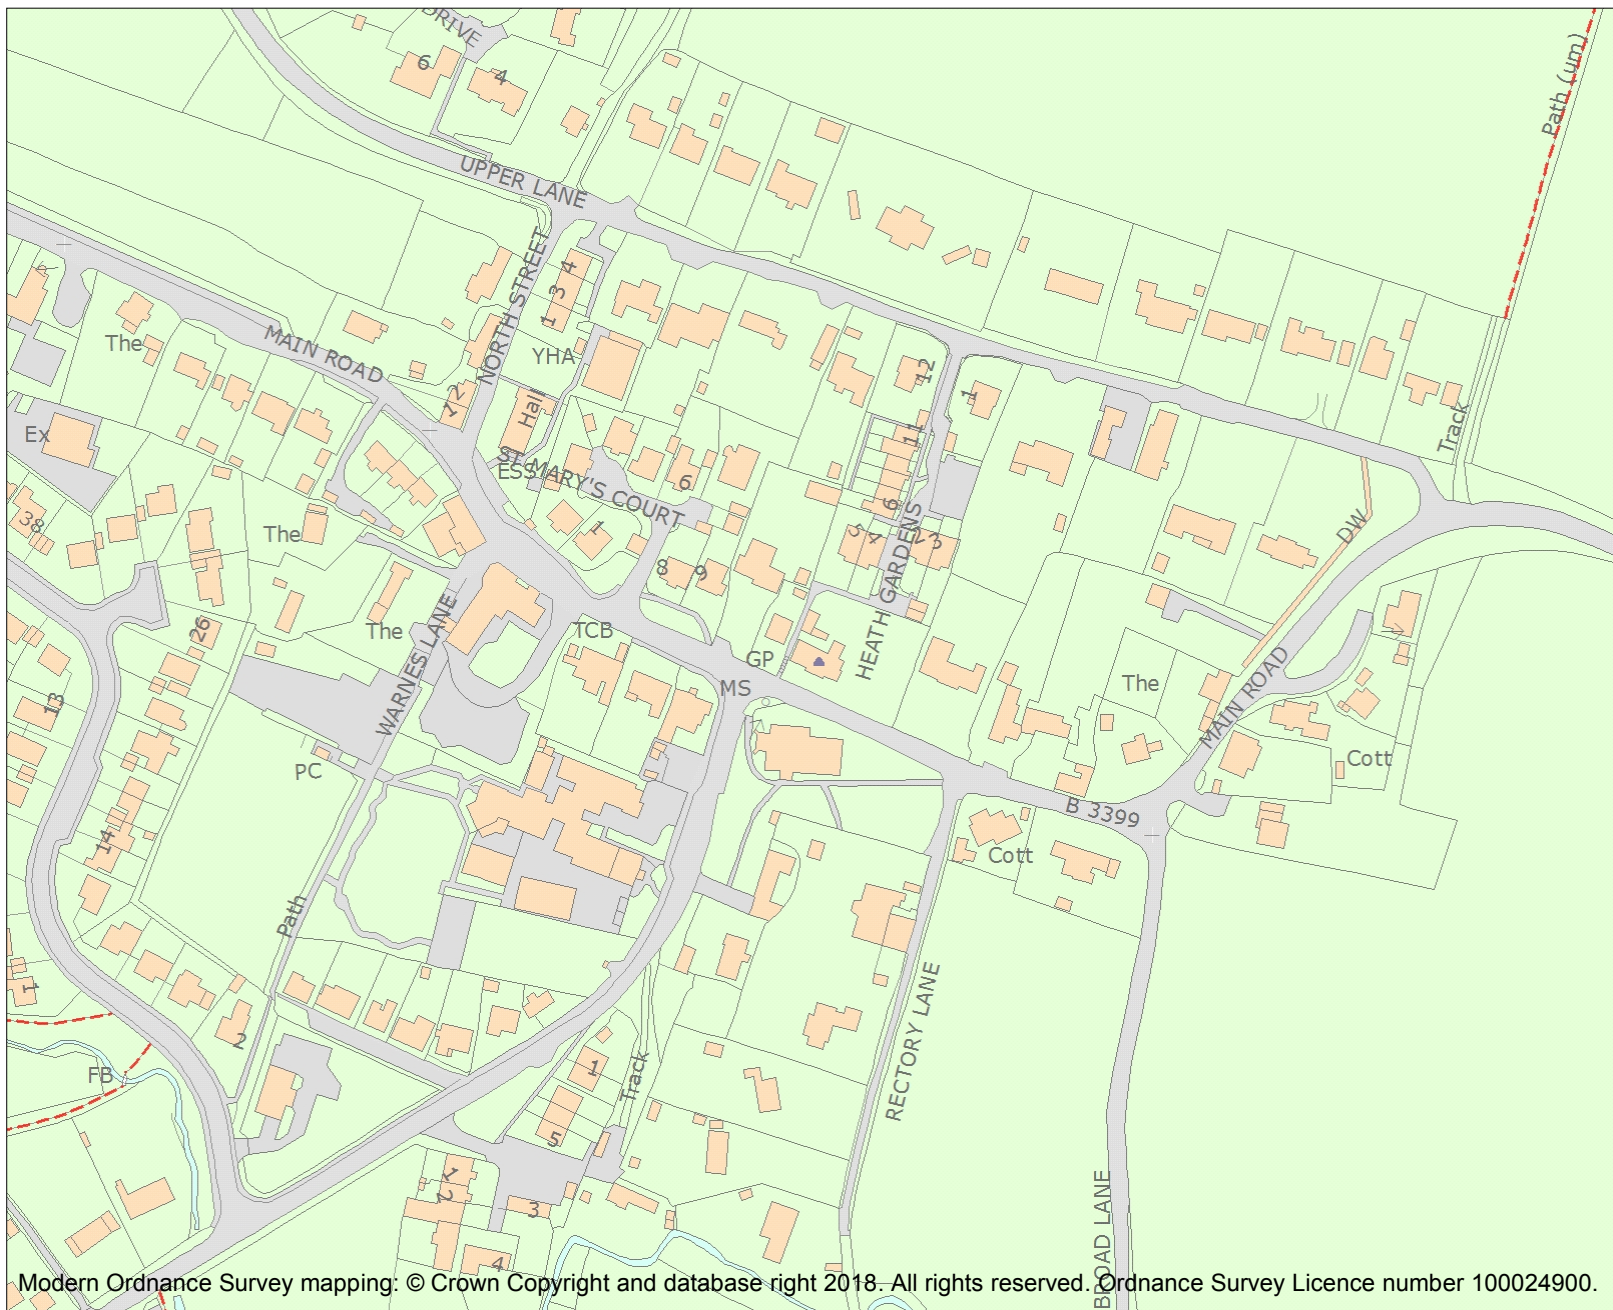 DRIVE
6
4
Path (um)
UPPER LANE
NORTH STREET
4
3
1
The
MAIN ROAD
YHA
12
12
1
Hall
Ex
Track
11
ST MARY'S COURT
ESS
6
6
38
The
1
5
4
2
3
DW
8
9
HEATH GARDENS
26
The
TCB
WARNES LANE
GP
MS
The
MAIN ROAD
13
PC
Cott
B 3399
14
Cott
Path
RECTORY LANE
1
2
FB
1
Track
5
1
2
3
4
BROAD LANE
Modern Ordnance Survey mapping: © Crown Copyright and database right 2018. All rights reserved. Ordnance Survey Licence number 100024900.